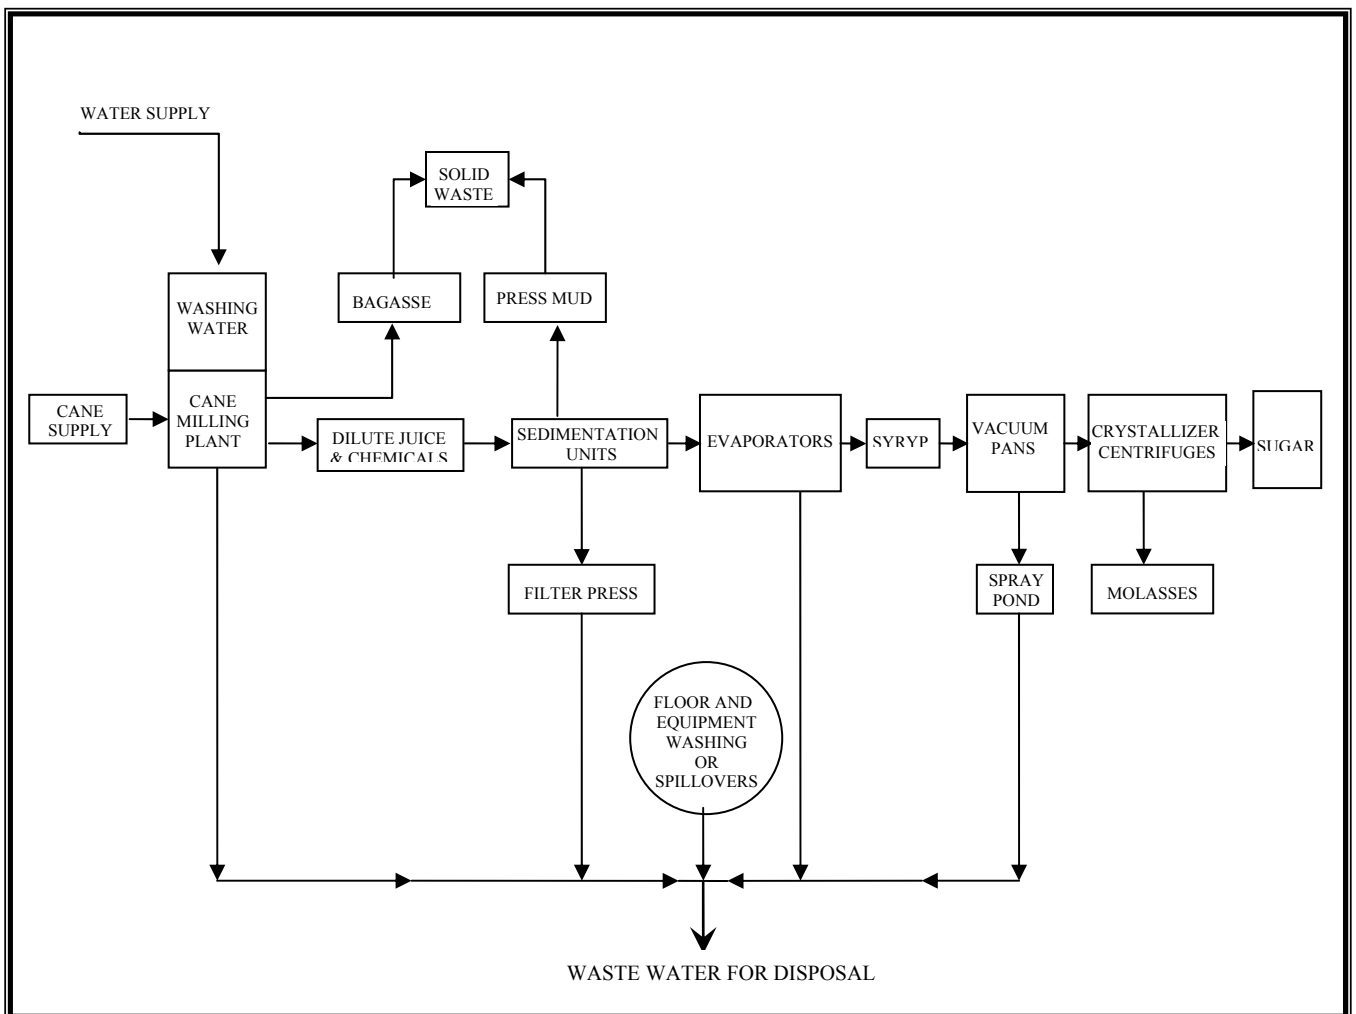 WATER SUPPLY
SOLID
WASTE
WASHING
WATER
BAGASSE
PRESS MUD
CANE
SUPPLY
CANE
MILLING
PLANT
DILUTE JUICE
& CHEMICALS
SEDIMENTATION
UNITS
EVAPORATORS
SYRYP
VACUUM
PANS
CRYSTALLIZER
CENTRIFUGES
SUGAR
FILTER PRESS
SPRAY
POND
MOLASSES
FLOOR AND
EQUIPMENT
WASHING
OR
SPILLOVERS
WASTE WATER FOR DISPOSAL